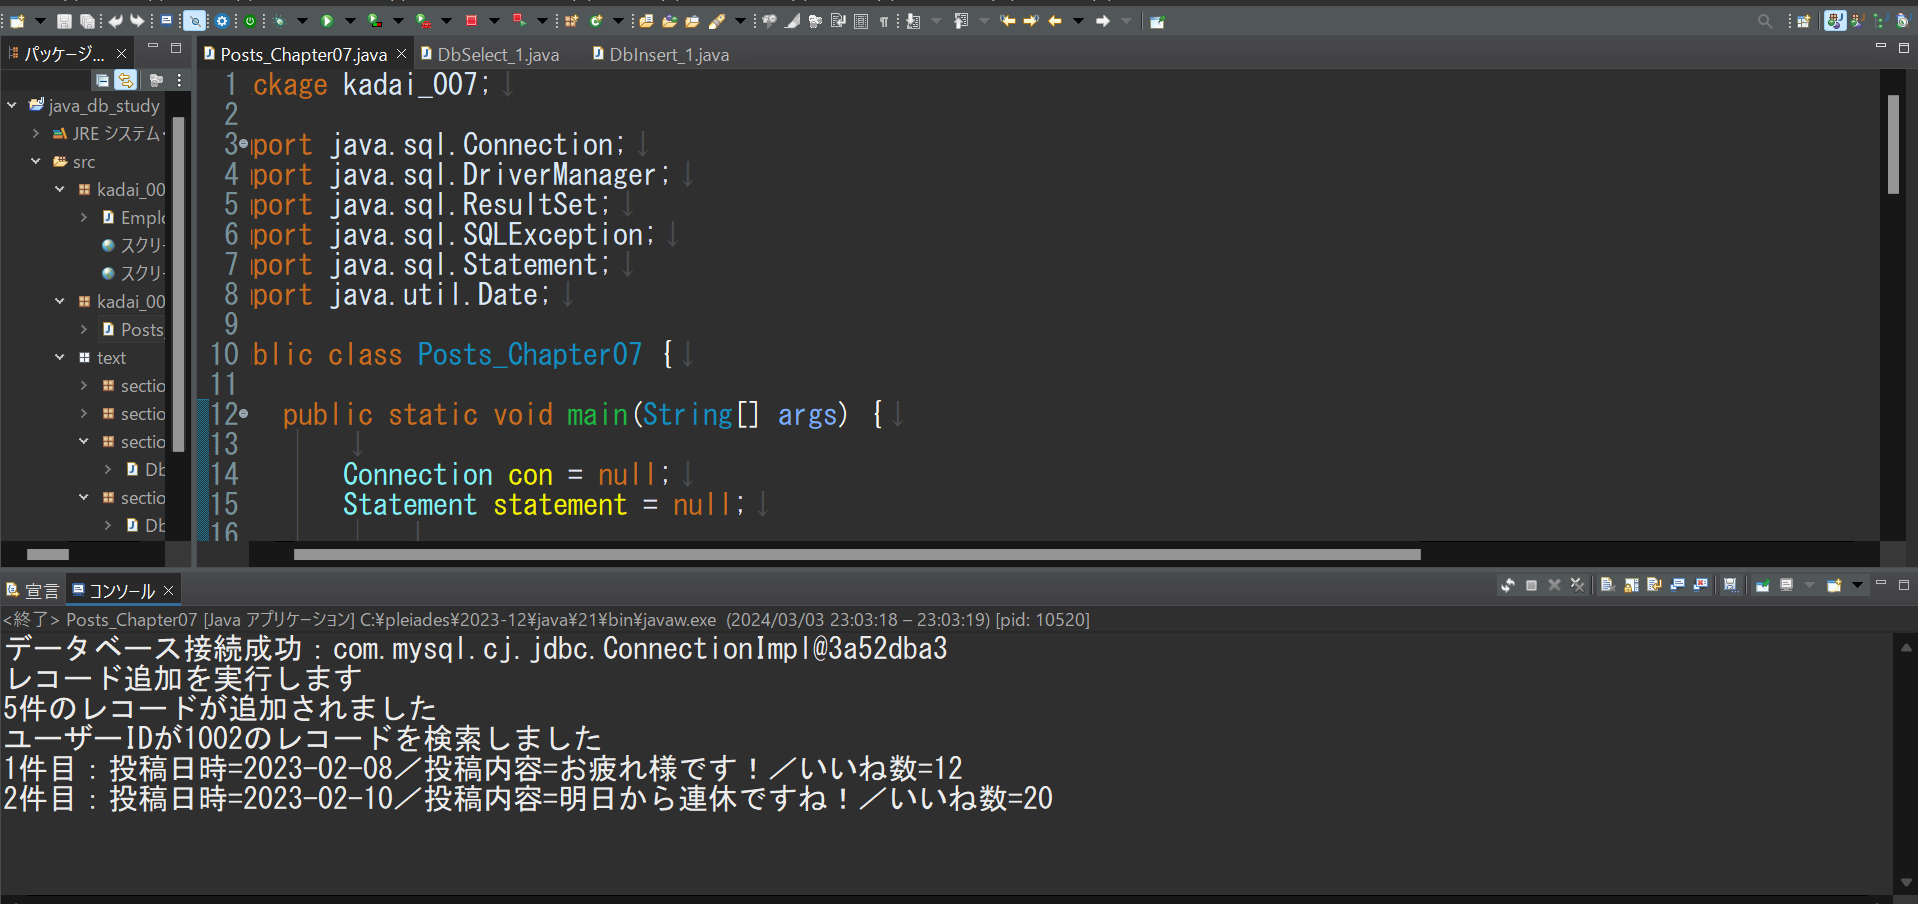 パッケージ...
Posts_Chapter07.java
DbSelect_1.java
DbInsert_1.java
java_db_study
JRE システム
src
kadai_00
Emplo
スクリー
スクリー
kadai_00
Posts_
text
sectio
sectio
sectio
Db
sectio
Db
1 ckage kadai_007;
2
3 port java.sql.Connection;
4 port java.sql.DriverManager;
5 port java.sql.ResultSet;
6 port java.sql.SQLException;
7 port java.sql.Statement;
8 port java.util.Date;
9
10 blic class Posts_Chapter07 {
11
12 public static void main(String[] args) {
13
14 Connection con = null;
15 Statement statement = null;
16
宣言 コンソール
<終了> Posts_Chapter07 [Java アプリケーション] C:¥pleiades¥2023-12¥java¥21¥bin¥javaw.exe (2024/03/03 23:03:18 – 23:03:19) [pid: 10520]
データベース接続成功：com.mysql.cj.jdbc.ConnectionImpl@3a52dba3
レコード追加を実行します
5件のレコードが追加されました
ユーザーIDが1002のレコードを検索しました
1件目：投稿日時=2023-02-08／投稿内容=お疲れ様です！／いいね数=12
2件目：投稿日時=2023-02-10／投稿内容=明日から連休ですね！／いいね数=20